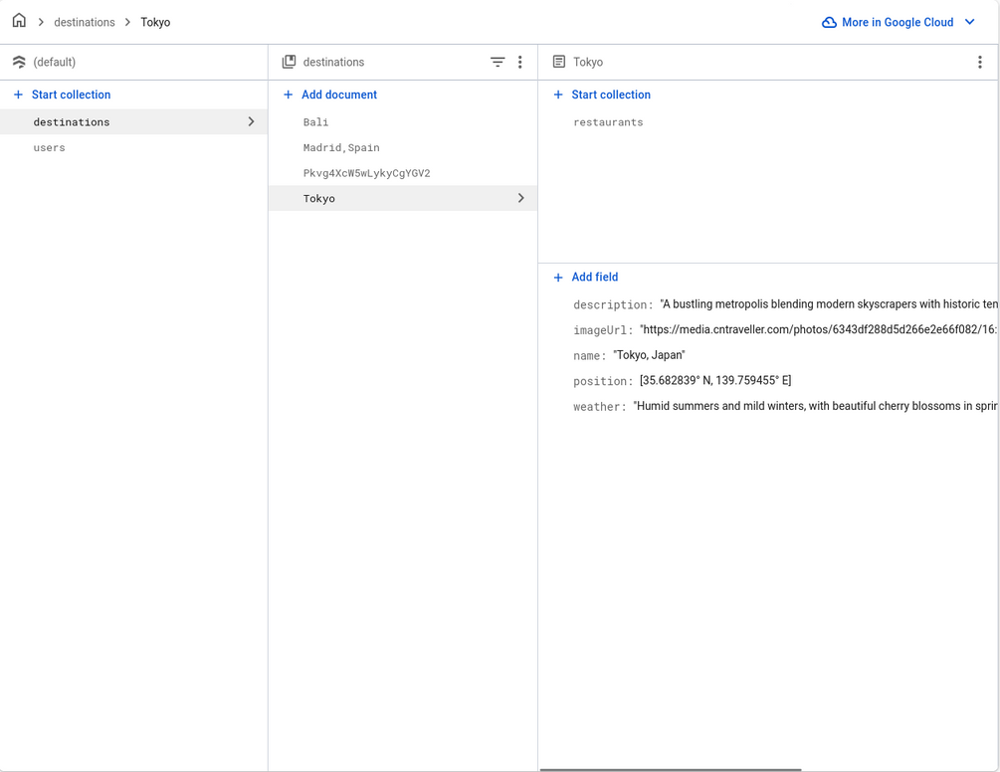 destinations > Tokyo
More in Google Cloud
(default)
destinations
Tokyo
Start collection
destinations
users
Add document
Bali
Madrid,Spain
Pkvg4XcW5wLykyCgYGV2
Tokyo
Start collection
restaurants
Add field
description: "A bustling metropolis blending modern skyscrapers with historic ten
imageUrl: "https://media.cntraveller.com/photos/6343df288d5d266e2e66f082/16:
name: "Tokyo, Japan"
position: [35.682839° N, 139.759455° E]
weather: "Humid summers and mild winters, with beautiful cherry blossoms in sprin